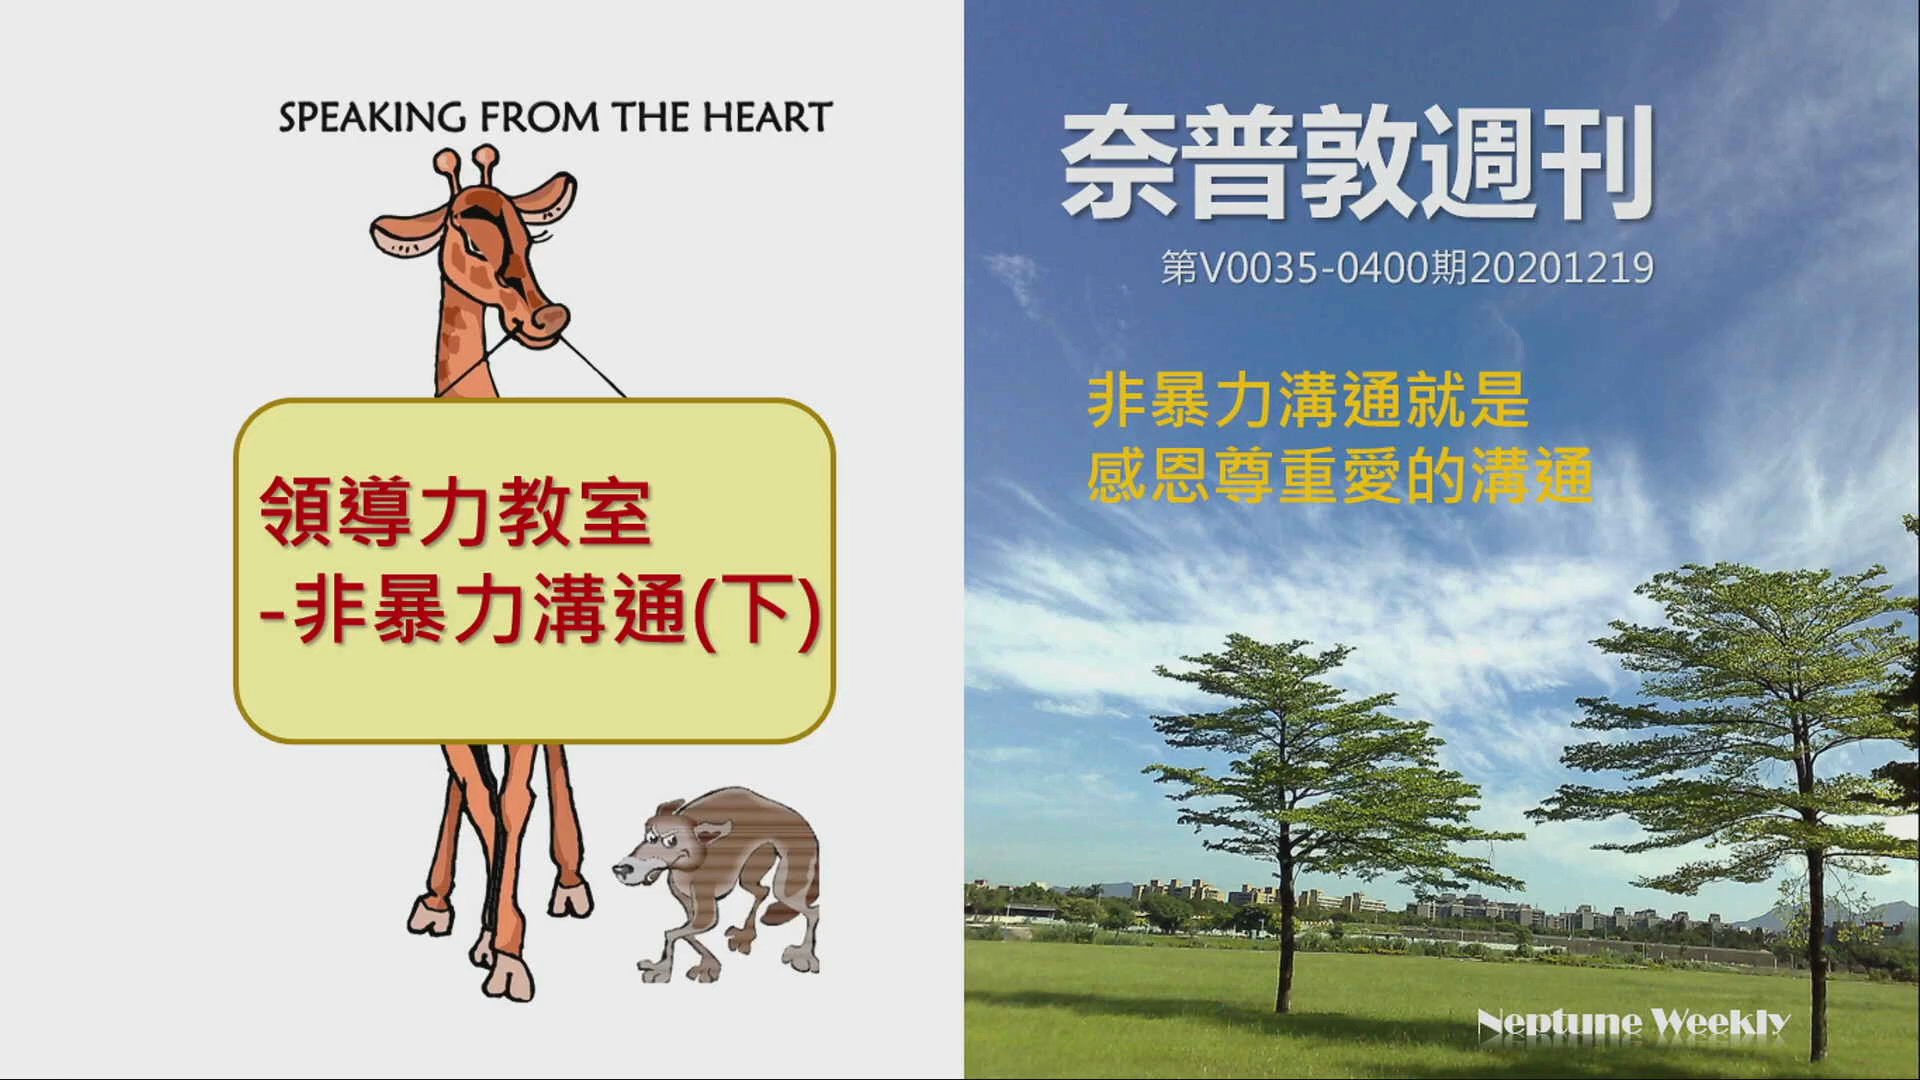 SPEAKING FROM THE HEART
領導力教室
-非暴力溝通(下)
奈普敦週刊
第V0035-0400期20201219
非暴力溝通就是
感恩尊重愛的溝通
Neptune Weekly